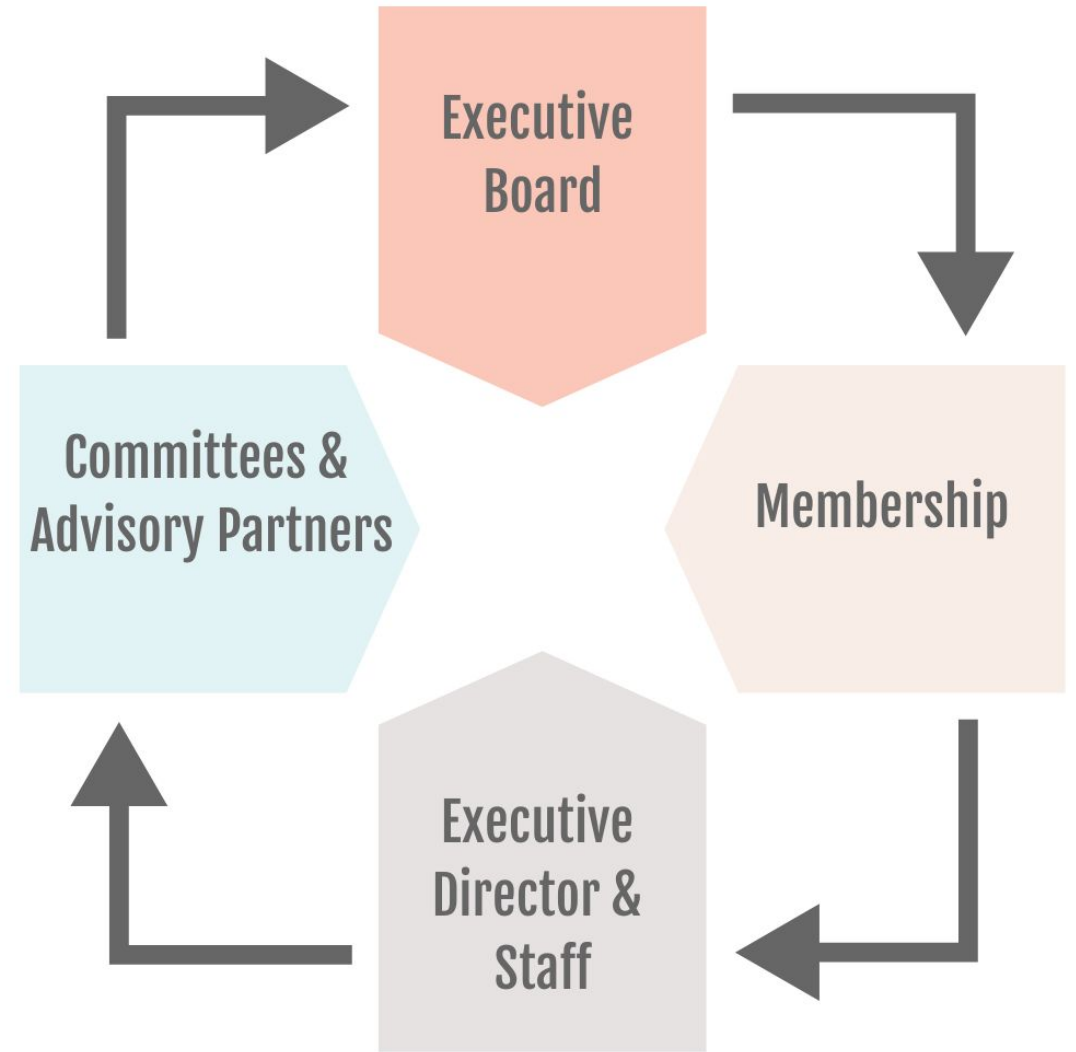 Executive
Board
Committees &
Advisory Partners
Membership
Executive
Director &
Staff